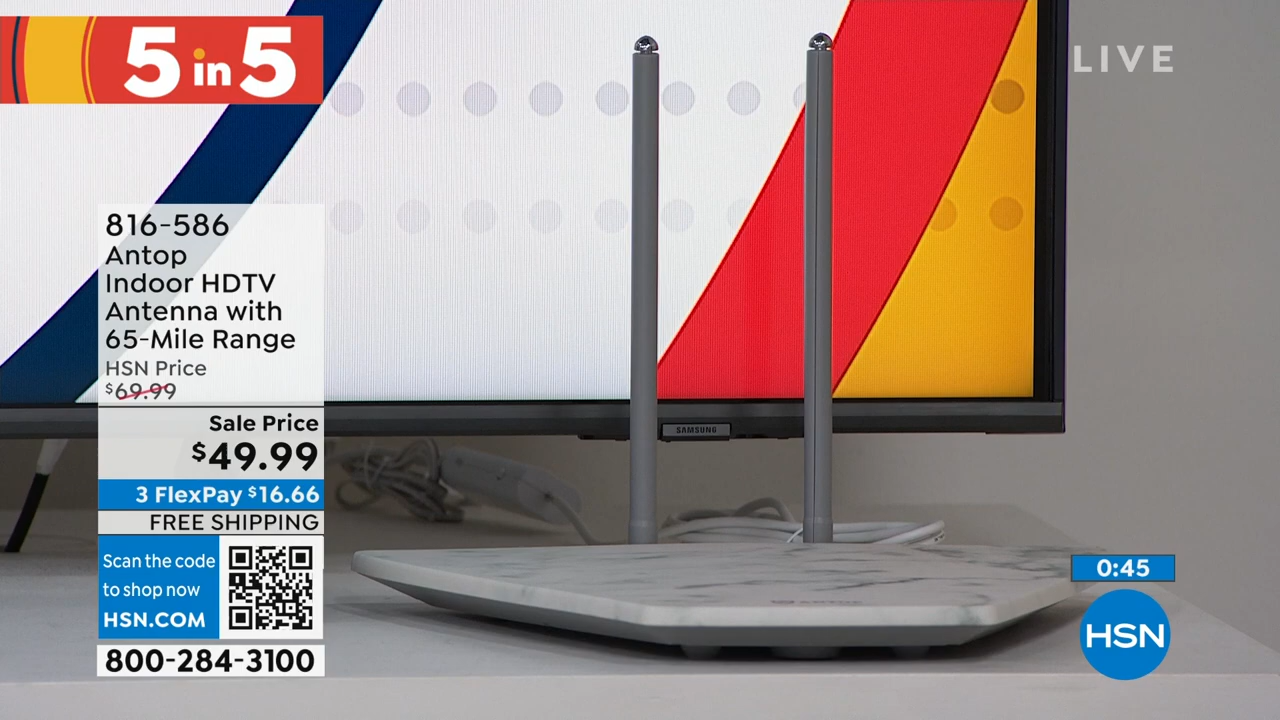 5 in 5
LIVE
816-586
Antop
Indoor HDTV
Antenna with
65-Mile Range
HSN Price
$69.99
Sale Price
$49.99
3 FlexPay $16.66
FREE SHIPPING
Scan the code
to shop now
HSN.COM
800-284-3100
SAMSUNG
ANTOP
0:45
HSN